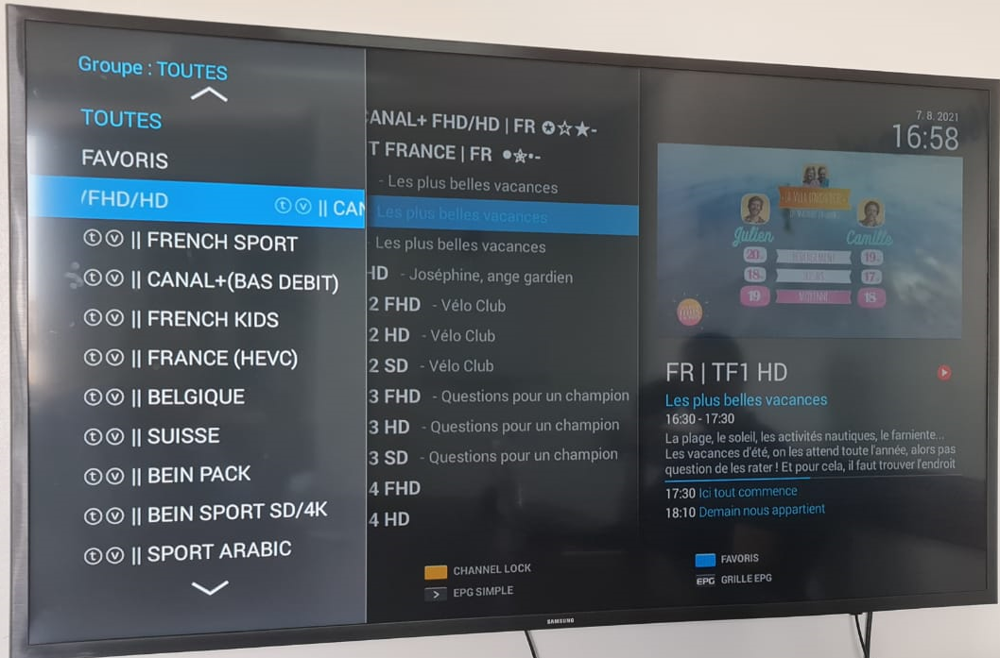 Groupe : TOUTES
TOUTES
FAVORIS
/FHD/HD ⓣⓥ || CAN
ⓣⓥ || FRENCH SPORT
ⓣⓥ || CANAL+(BAS DEBIT)
ⓣⓥ || FRENCH KIDS
ⓣⓥ || FRANCE (HEVC)
ⓣⓥ || BELGIQUE
ⓣⓥ || SUISSE
ⓣⓥ || BEIN PACK
ⓣⓥ || BEIN SPORT SD/4K
ⓣⓥ || SPORT ARABIC
CANAL+ FHD/HD | FR ✪☆★-
T FRANCE | FR •✯•-
- Les plus belles vacances
Les plus belles vacances
- Les plus belles vacances
HD - Joséphine, ange gardien
2 FHD - Vélo Club
2 HD - Vélo Club
2 SD - Vélo Club
3 FHD - Questions pour un champion
3 HD - Questions pour un champion
3 SD - Questions pour un champion
4 FHD
4 HD
CHANNEL LOCK
> EPG SIMPLE
7. 8. 2021
16:58
Julien
Camille
20
19
18
17
19 MOYENNE 18
FR | TF1 HD
Les plus belles vacances
16:30 - 17:30
La plage, le soleil, les activités nautiques, le farniente...
Les vacances d'été, on les attend toute l'année, alors pas
question de les rater ! Et pour cela, il faut trouver l'endroit
17:30 Ici tout commence
18:10 Demain nous appartient
FAVORIS
EPG GRILLE EPG
SAMSUNG